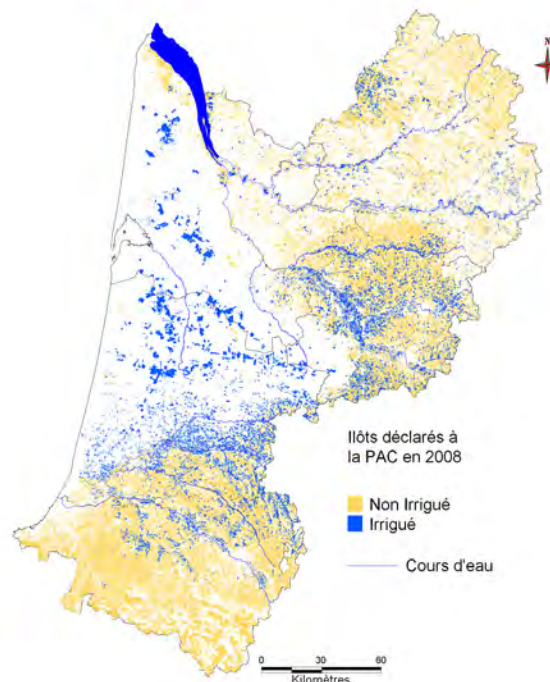 N
Ilôts déclarés à
la PAC en 2008
Non Irrigué
Irrigué
Cours d'eau
0 30 60
Kilomètres